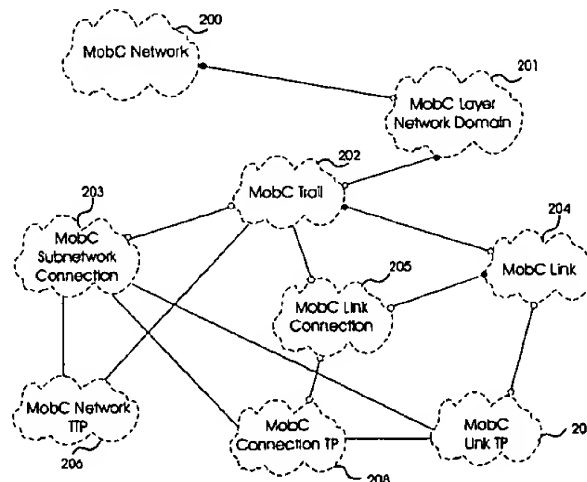 200
MobC Network
201
MobC Layer
Network Domain
202
MobC Trail
203
MobC
Subnetwork
Connection
204
MobC Link
205
MobC Link
Connection
MobC Network
TTP
206
MobC
Connection TP
208
MobC
Link TP